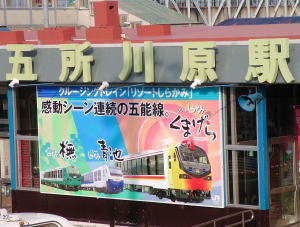 五所川原駅
クルージングトレイン「リゾートしらかみ」
感動シーン連続の五能線。
くまげら
橅
青池